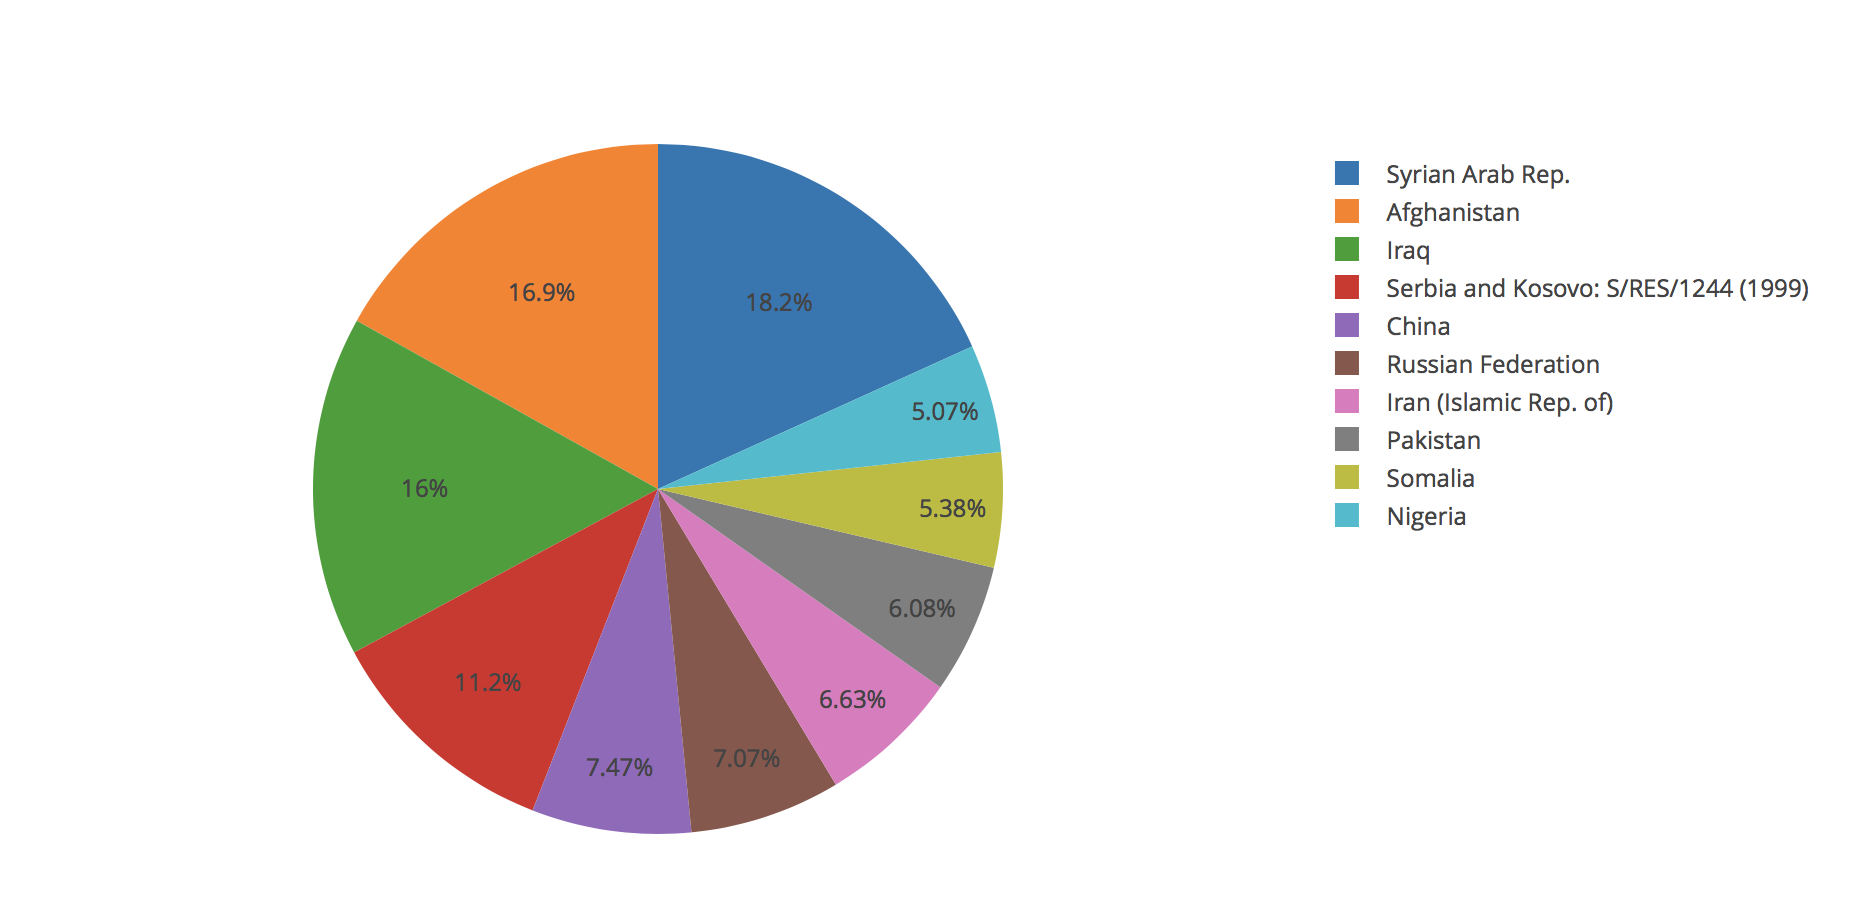 16.9%
18.2%
5.07%
16%
5.38%
6.08%
11.2%
6.63%
7.07%
7.47%
Syrian Arab Rep.
Afghanistan
Iraq
Serbia and Kosovo: S/RES/1244 (1999)
China
Russian Federation
Iran (Islamic Rep. of)
Pakistan
Somalia
Nigeria